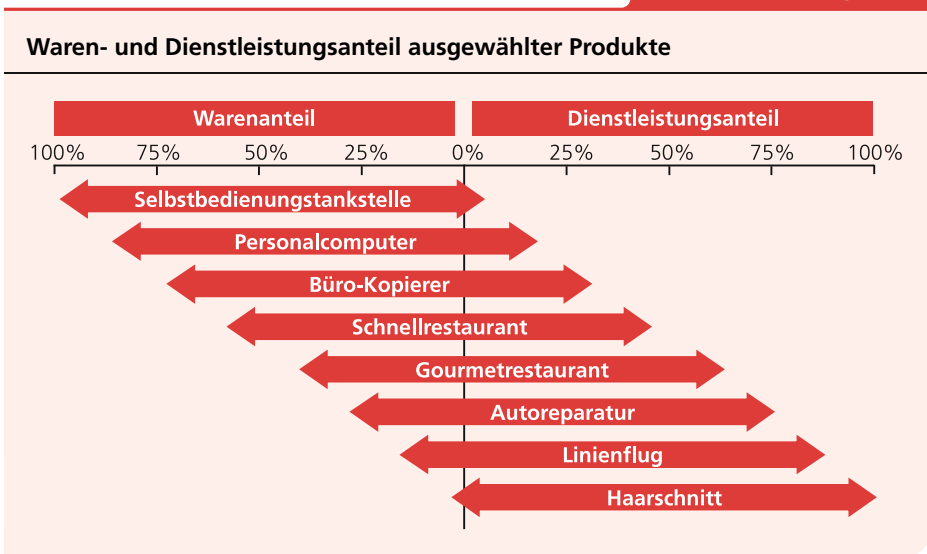 Waren- und Dienstleistungsanteil ausgewählter Produkte
Warenanteil Dienstleistungsanteil
100% 75% 50% 25% 0% 25% 50% 75% 100%
Selbstbedienungstankstelle
Personalcomputer
Büro-Kopierer
Schnellrestaurant
Gourmetrestaurant
Autoreparatur
Linienflug
Haarschnitt